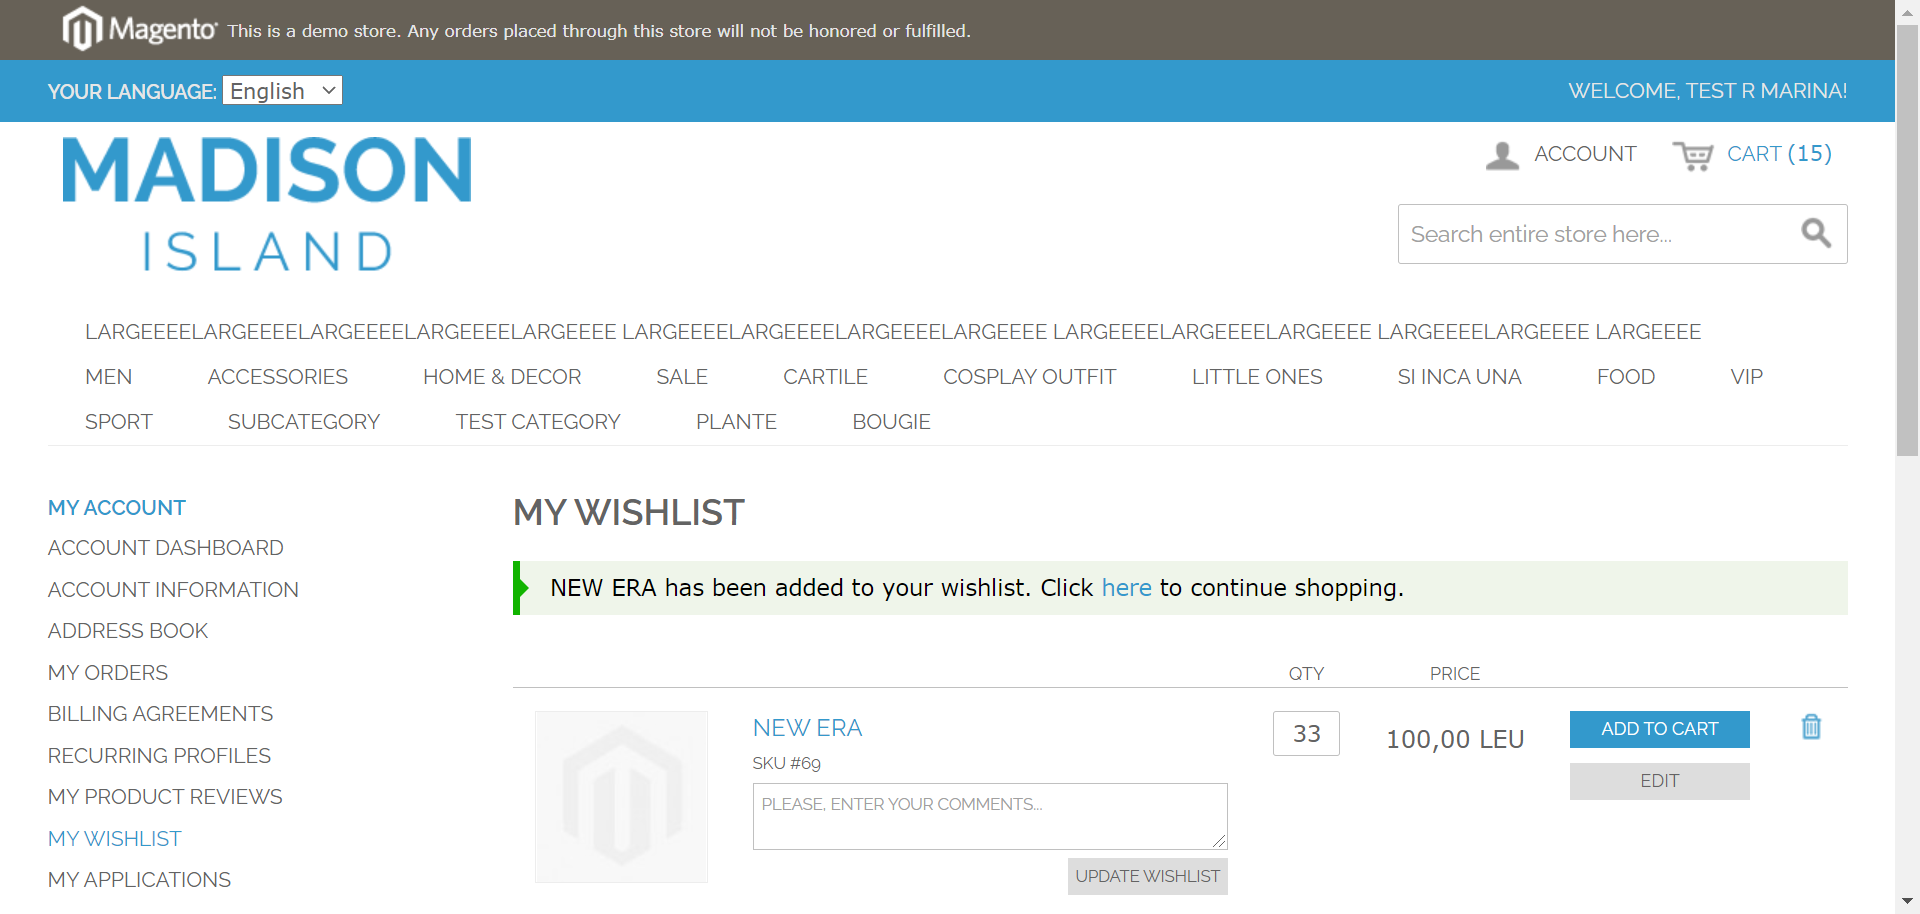 Magento This is a demo store. Any orders placed through this store will not be honored or fulfilled.
YOUR LANGUAGE: English
WELCOME, TEST R MARINA!
MADISON
ISLAND
ACCOUNT
CART (15)
Search entire store here...
LARGEEEELARGEEEELARGEEEELARGEEEELARGEEEE LARGEEEELARGEEEELARGEEEELARGEEEE LARGEEEELARGEEEELARGEEEE LARGEEEELARGEEEE LARGEEEE
MEN ACCESSORIES HOME & DECOR SALE CARTILE COSPLAY OUTFIT LITTLE ONES SI INCA UNA FOOD VIP
SPORT SUBCATEGORY TEST CATEGORY PLANTE BOUGIE
MY ACCOUNT
ACCOUNT DASHBOARD
ACCOUNT INFORMATION
ADDRESS BOOK
MY ORDERS
BILLING AGREEMENTS
RECURRING PROFILES
MY PRODUCT REVIEWS
MY WISHLIST
MY APPLICATIONS
MY WISHLIST
NEW ERA has been added to your wishlist. Click here to continue shopping.
QTY PRICE
NEW ERA
SKU #69
PLEASE, ENTER YOUR COMMENTS...
UPDATE WISHLIST
33
100,00 LEU
ADD TO CART
EDIT